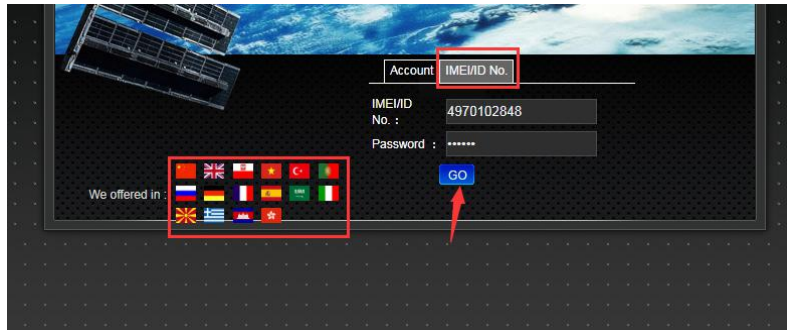 Account IMEI/ID No.
IMEI/ID
No. :
4970102848
Password : ••••••
GO
We offered in :